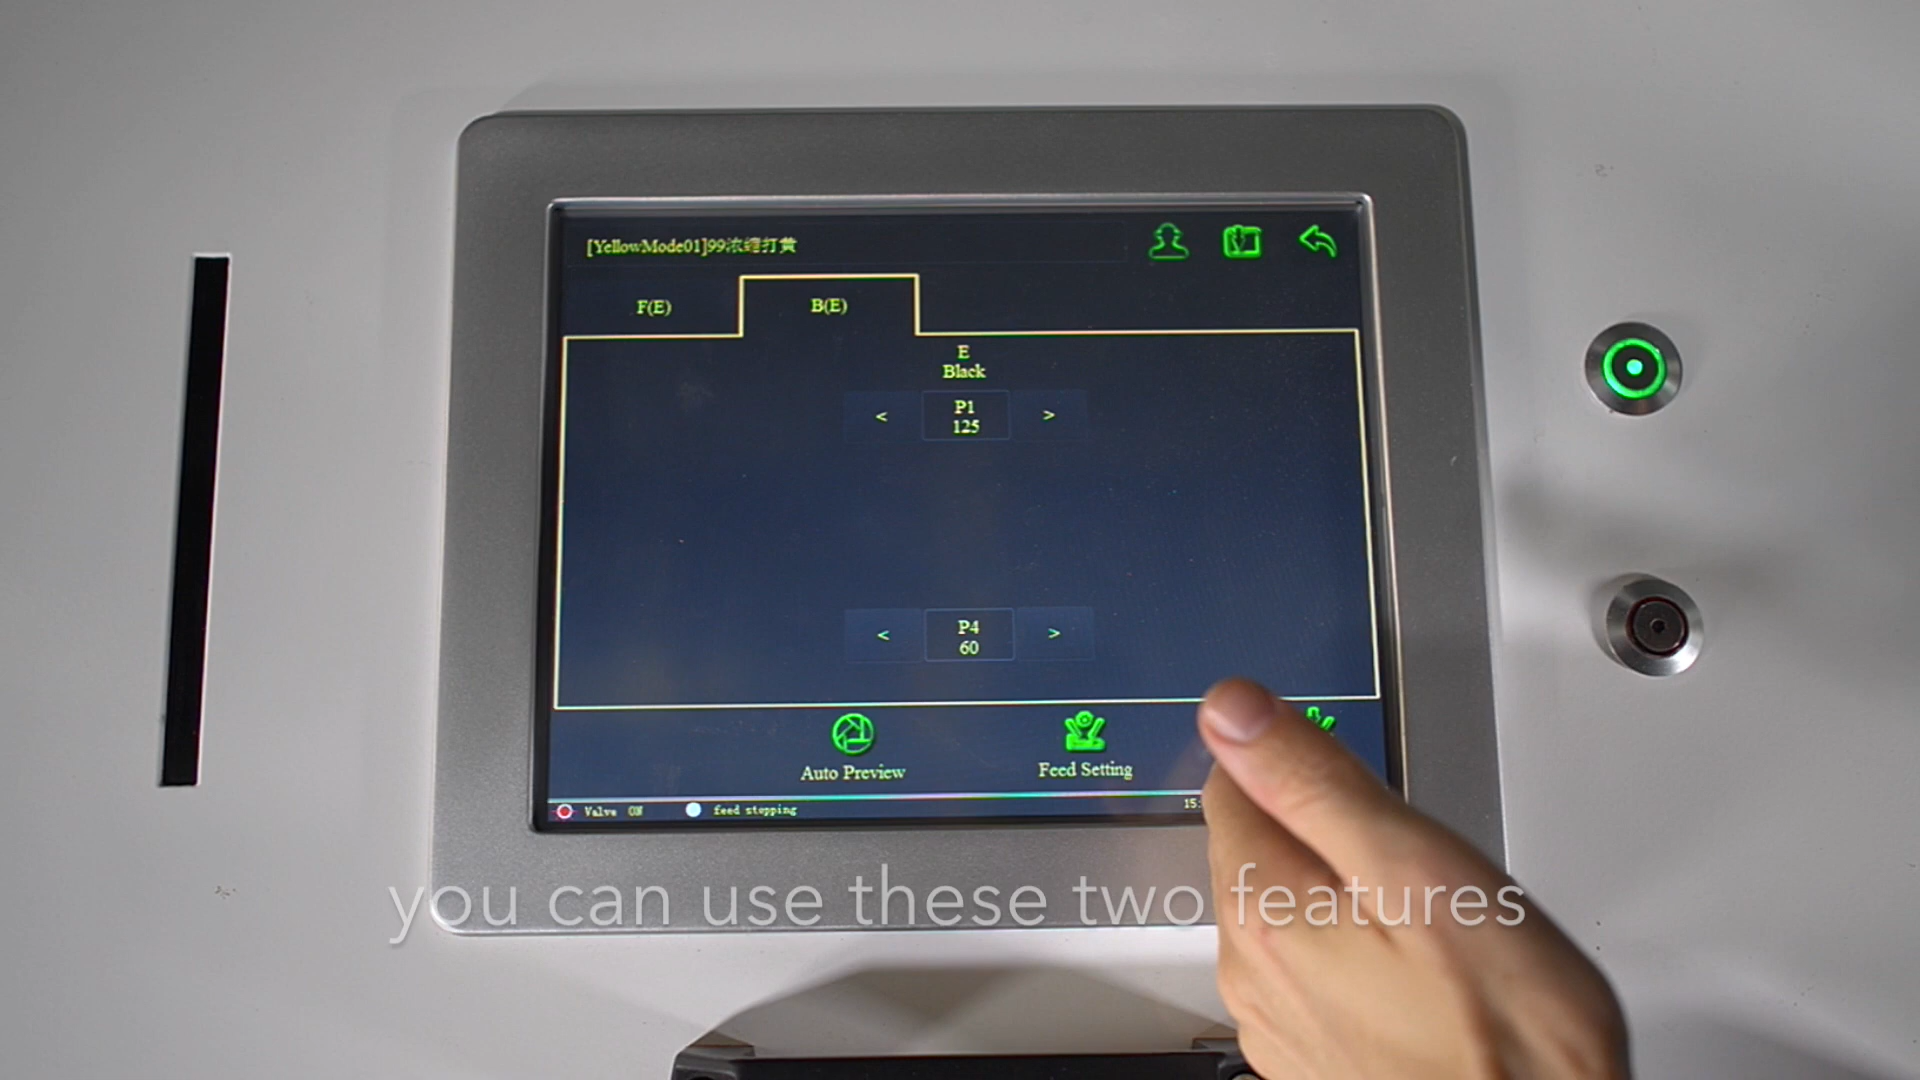 [YellowMode01]99浓缩打黄
F(E)
B(E)
E
Black
<
P1
125
>
<
P4
60
>
Auto Preview
Feed Setting
Valve ON
feed stopping
15:
you can use these two features